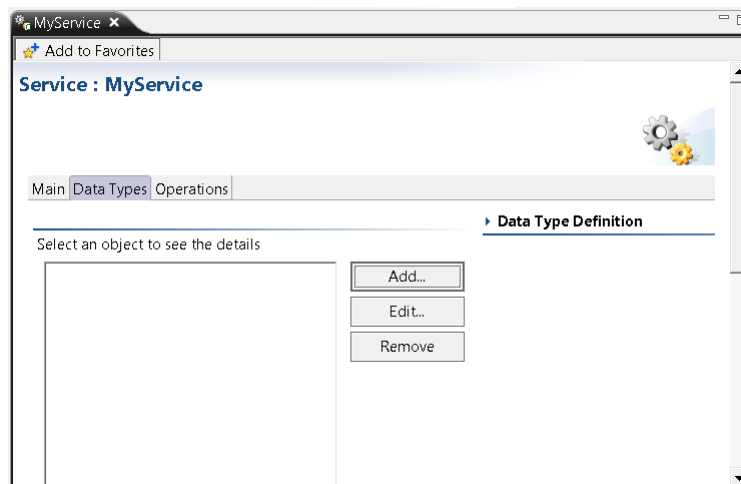 MyService
Add to Favorites
Service : MyService
Main Data Types Operations
Data Type Definition
Select an object to see the details
Add...
Edit...
Remove